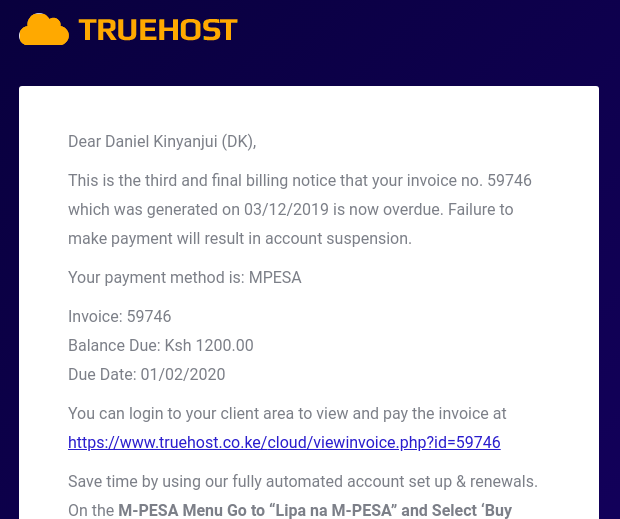 TRUEHOST
Dear Daniel Kinyanjui (DK),
This is the third and final billing notice that your invoice no. 59746
which was generated on 03/12/2019 is now overdue. Failure to
make payment will result in account suspension.
Your payment method is: MPESA
Invoice: 59746
Balance Due: Ksh 1200.00
Due Date: 01/02/2020
You can login to your client area to view and pay the invoice at
https://www.truehost.co.ke/cloud/viewinvoice.php?id=59746
Save time by using our fully automated account set up & renewals.
On the M-PESA Menu Go to “Lipa na M-PESA” and Select ‘Buy